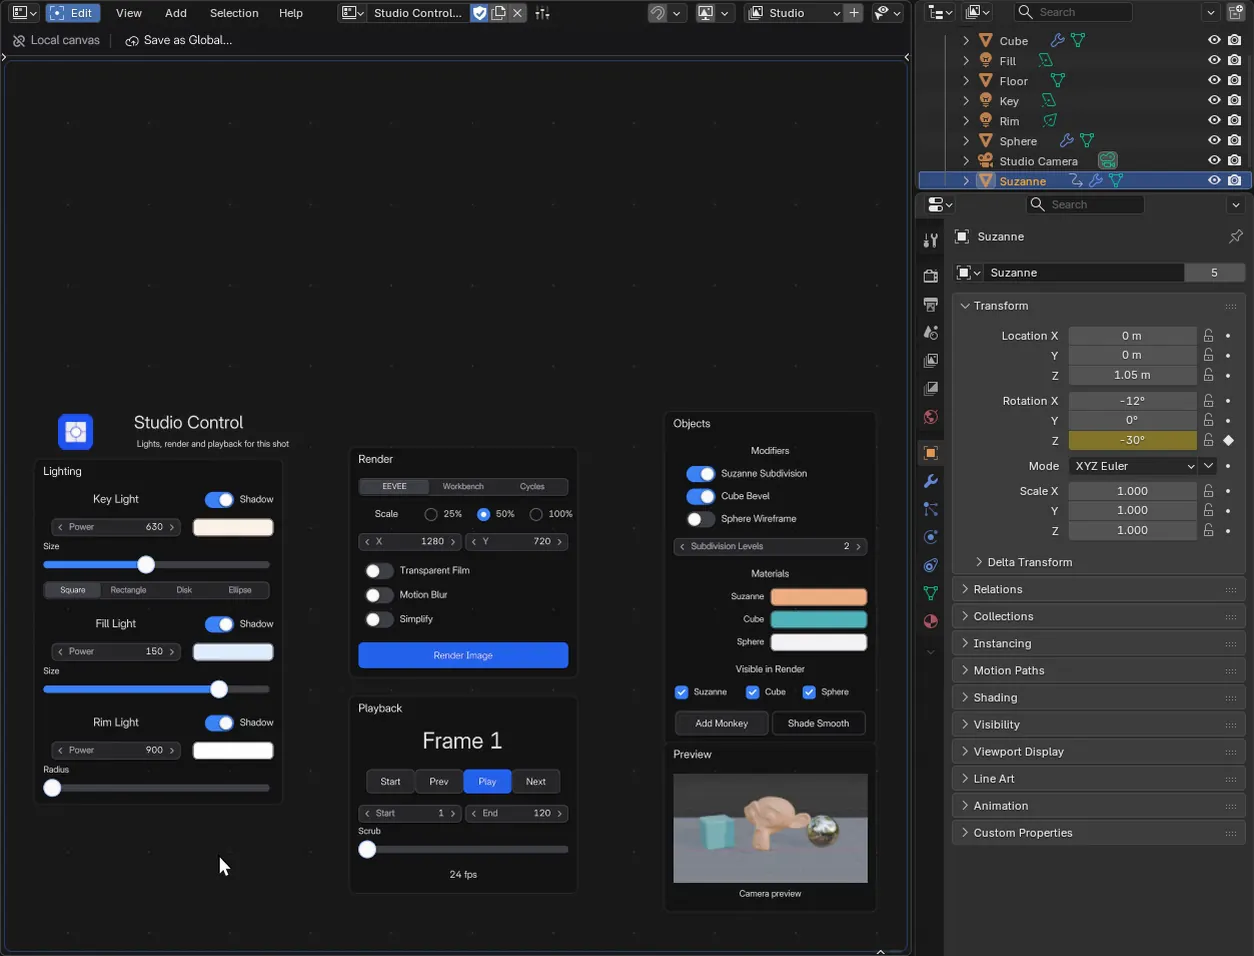 Edit View Add Selection Help Studio Control... Studio Search
Local canvas Save as Global...
Cube
Fill
Floor
Key
Rim
Sphere
Studio Camera
Suzanne
Search
Suzanne
Suzanne 5
Transform
Location X 0 m
Y 0 m
Z 1.05 m
Rotation X -12°
Y 0°
Z -30°
Mode XYZ Euler
Scale X 1.000
Y 1.000
Z 1.000
Delta Transform
Relations
Collections
Instancing
Motion Paths
Shading
Visibility
Viewport Display
Line Art
Animation
Custom Properties
Studio Control
Lights, render and playback for this shot
Lighting
Key Light Shadow
Power 630
Size
Square Rectangle Disk Ellipse
Fill Light Shadow
Power 150
Size
Rim Light Shadow
Power 900
Radius
Render
EEVEE Workbench Cycles
Scale 25% 50% 100%
X 1280 Y 720
Transparent Film
Motion Blur
Simplify
Render Image
Playback
Frame 1
Start Prev Play Next
Start 1 End 120
Scrub
24 fps
Objects
Modifiers
Suzanne Subdivision
Cube Bevel
Sphere Wireframe
Subdivision Levels 2
Materials
Suzanne
Cube
Sphere
Visible in Render
Suzanne Cube Sphere
Add Monkey Shade Smooth
Preview
Camera preview